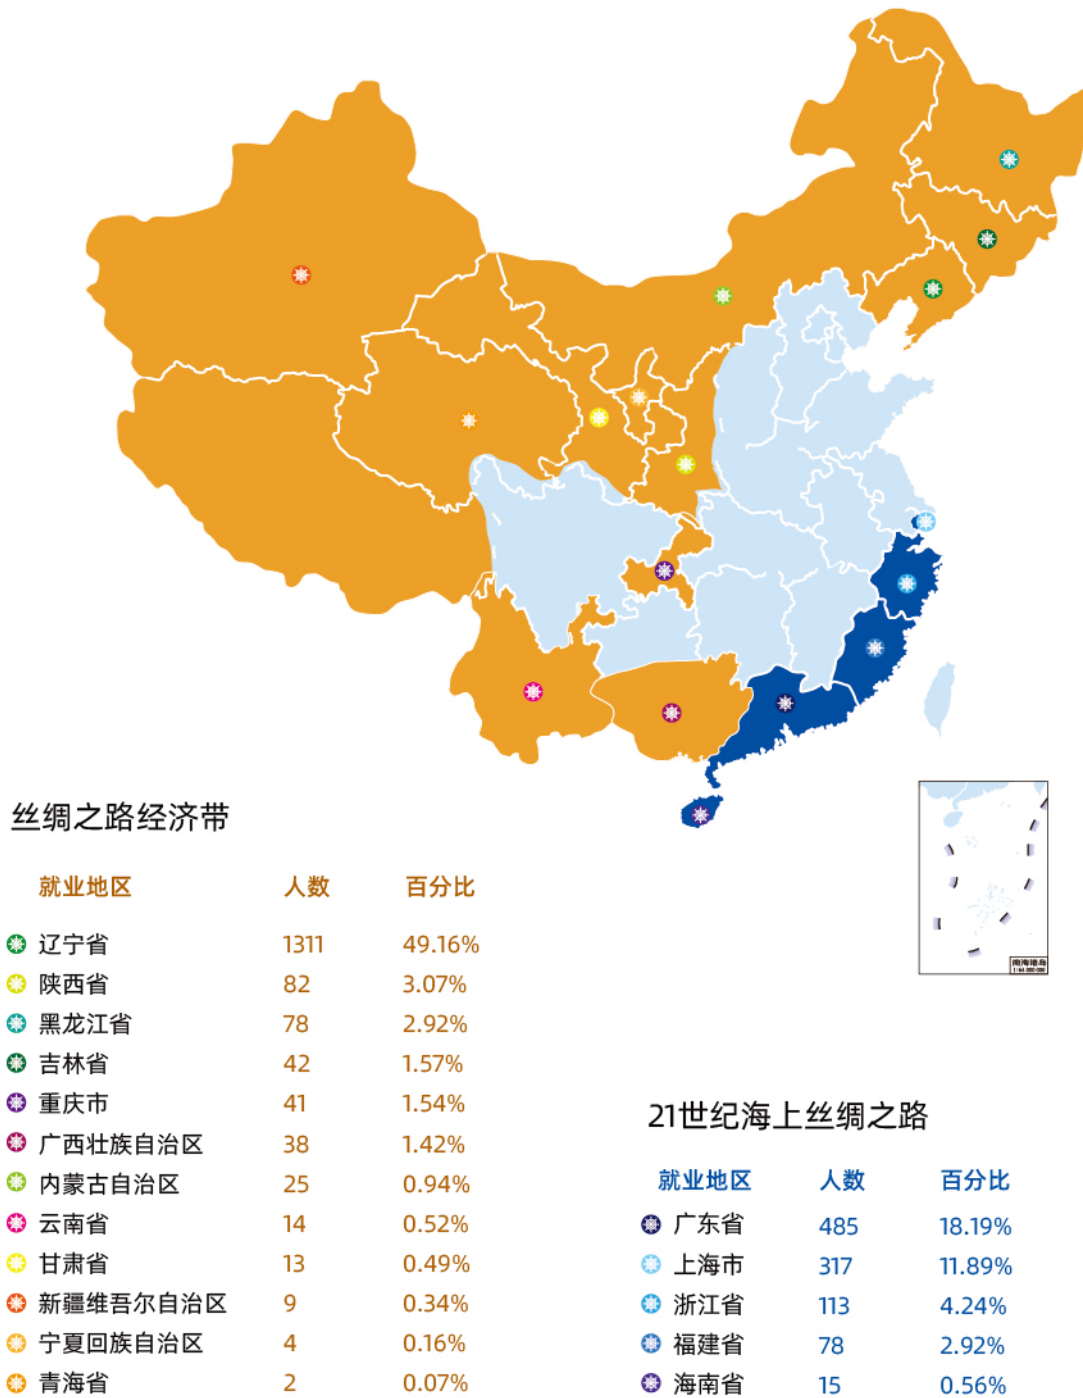 南海诸岛
丝绸之路经济带
就业地区 人数 百分比
辽宁省 1311 49.16%
陕西省 82 3.07%
黑龙江省 78 2.92%
吉林省 42 1.57%
重庆市 41 1.54%
广西壮族自治区 38 1.42%
内蒙古自治区 25 0.94%
云南省 14 0.52%
甘肃省 13 0.49%
新疆维吾尔自治区 9 0.34%
宁夏回族自治区 4 0.16%
青海省 2 0.07%
21世纪海上丝绸之路
就业地区 人数 百分比
广东省 485 18.19%
上海市 317 11.89%
浙江省 113 4.24%
福建省 78 2.92%
海南省 15 0.56%